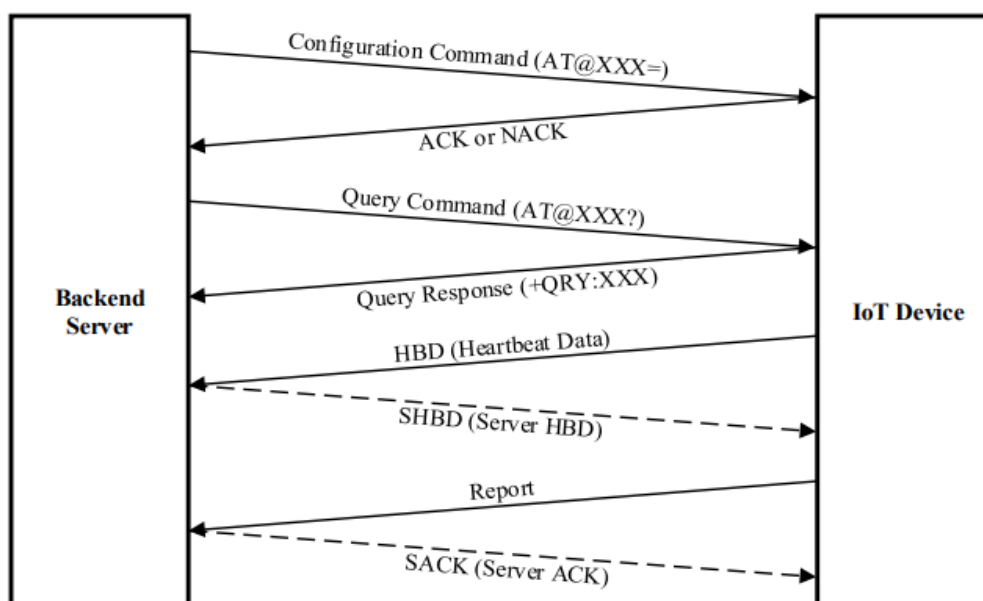 Configuration Command (AT@XXX=)
ACK or NACK
Query Command (AT@XXX?)
Query Response (+QRY:XXX)
Backend
Server
IoT Device
HBD (Heartbeat Data)
SHBD (Server HBD)
Report
SACK (Server ACK)